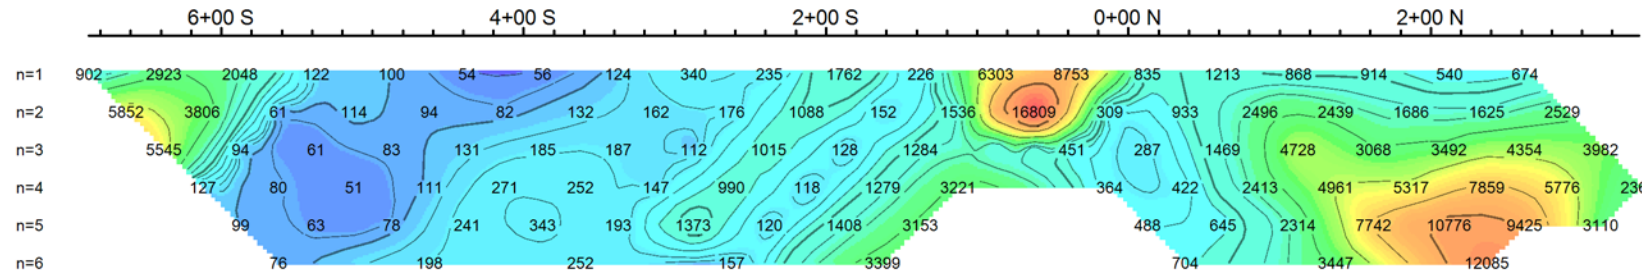 6+00 S 4+00 S 2+00 S 0+00 N 2+00 N
n=1 902 2923 2048 122 100 54 56 124 340 235 1762 226 6303 8753 835 1213 868 914 540 674
n=2 5852 3806 61 114 94 82 132 162 176 1088 152 1536 16809 309 933 2496 2439 1686 1625 2529
n=3 5545 94 61 83 131 185 187 112 1015 128 1284 451 287 1469 4728 3068 3492 4354 3982
n=4 127 80 51 111 271 252 147 990 118 1279 3221 364 422 2413 4961 5317 7859 5776
n=5 99 63 78 241 343 193 1373 120 1408 3153 488 645 2314 7742 10776 9425 3110
n=6 76 198 252 157 3399 704 3447 12085